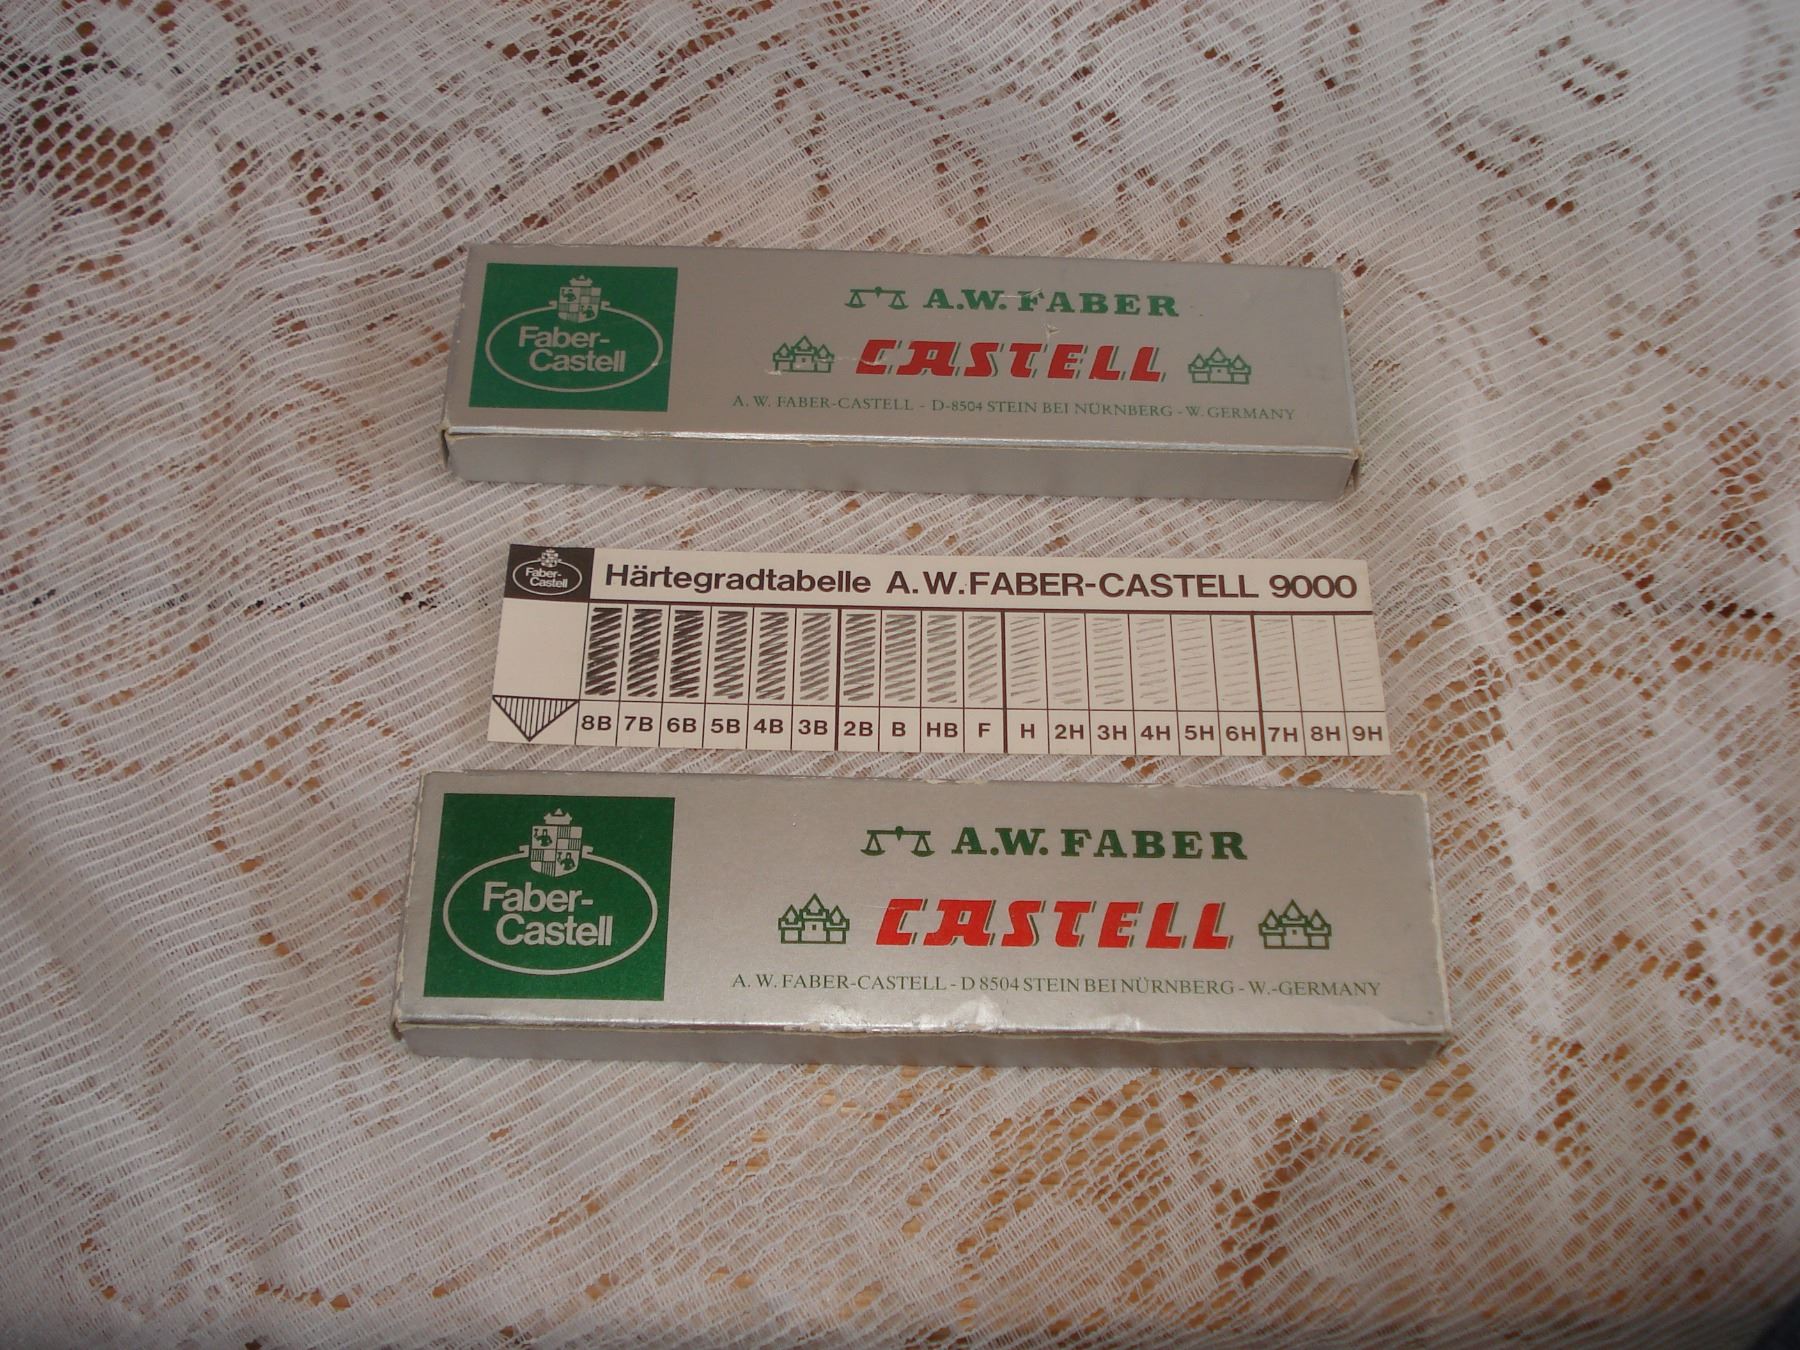 Faber-
Castell
A.W. FABER
CASTELL
A. W. FABER-CASTELL - D-8504 STEIN BEI NÜRNBERG - W. GERMANY
Faber-
Castell
Härtegradtabelle A.W.FABER-CASTELL 9000
8B 7B 6B 5B 4B 3B 2B B HB F H 2H 3H 4H 5H 6H 7H 8H 9H
Faber-
Castell
A.W. FABER
CASTELL
A. W. FABER-CASTELL - D 8504 STEIN BEI NÜRNBERG - W.-GERMANY